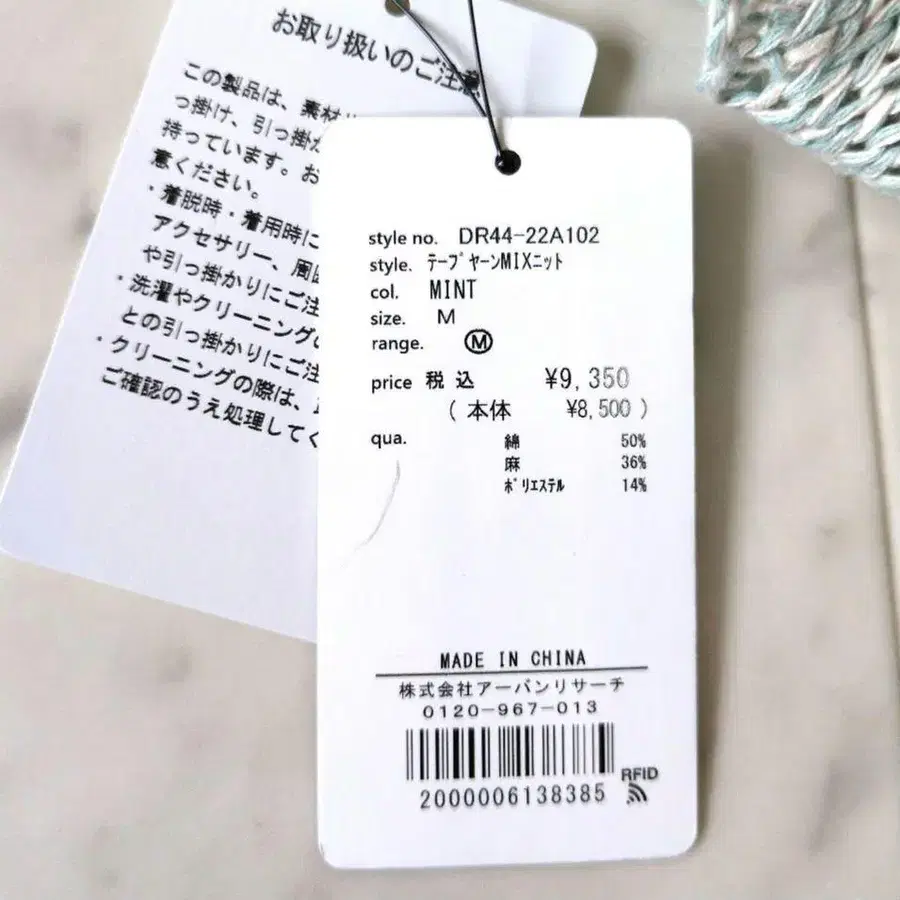 お取り扱いのご注意
この製品は、素材
っ掛け、引っ掛か
持っています。お
意ください。
・着脱時・着用時に
アクセサリー、周囲
や引っ掛かりにご注
・洗濯やクリーニングの
との引っ掛かりにご注
・クリーニングの際は、
ご確認のうえ処理してく
style no. DR44-22A102
style. ﾃｰﾌﾟﾔｰﾝMIXﾆｯﾄ
col. MINT
size. M
range. Ⓜ
price 税込 ¥9,350
(本体 ¥8,500)
qua. 綿 50%
麻 36%
ﾎﾟﾘｴｽﾃﾙ 14%
MADE IN CHINA
株式会社アーバンリサーチ
0120-967-013
RFID
2000006138385